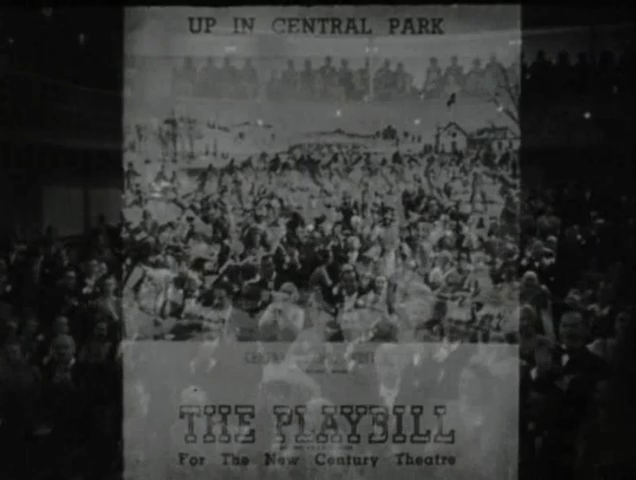 UP IN CENTRAL PARK
THE PLAYBILL
For The New Century Theatre